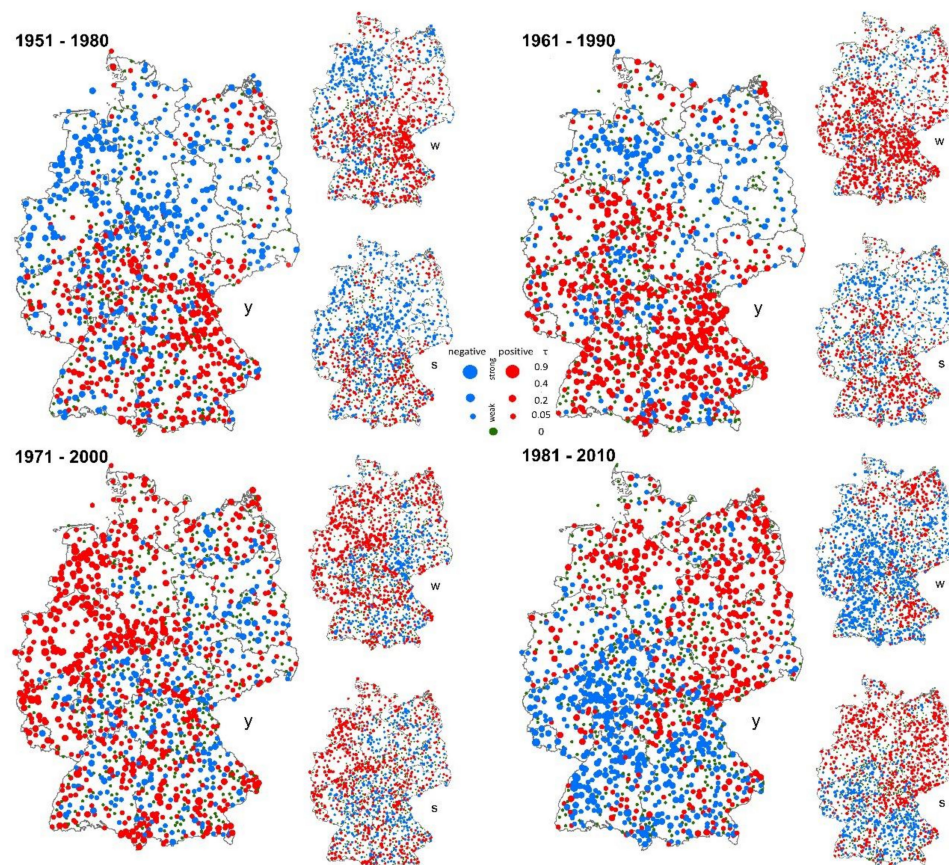 1951 - 1980
1961 - 1990
w
w
y
y
s
s
negative strong positive τ
0.9
0.4
0.2
weak 0.05
0
1971 - 2000
1981 - 2010
w
w
y
y
s
s